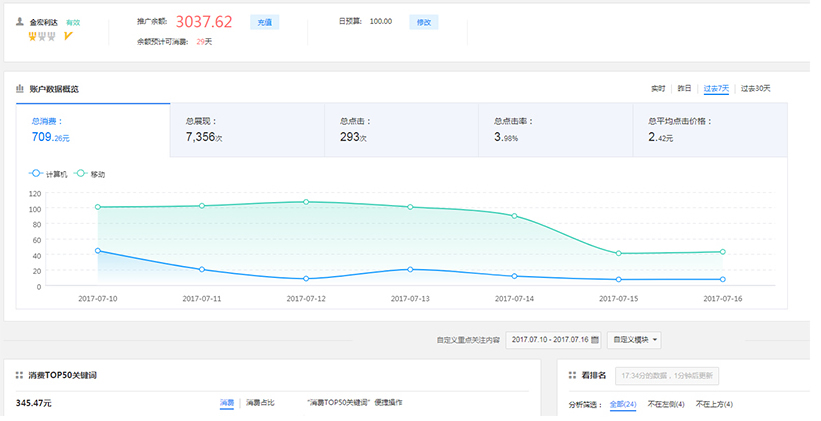 金宏利达 有效 推广余额: 3037.62 充值 日预算: 100.00 修改
余额预计可消费: 29天
账户数据概览 实时 昨日 过去7天 过去30天
总消费: 总展现: 总点击: 总点击率: 总平均点击价格:
709.26元 7,356次 293次 3.98% 2.42元
计算机 移动
120
100
80
60
40
20
0
2017-07-10 2017-07-11 2017-07-12 2017-07-13 2017-07-14 2017-07-15 2017-07-16
自定义重点关注内容 2017.07.10 - 2017.07.16 自定义模块
消费TOP50关键词 看排名 17:34分的数据，1分钟后更新
345.47元 消费 消费占比 "消费TOP50关键词" 便捷操作 分析筛选: 全部(24) 不在左侧(4) 不在上方(4)